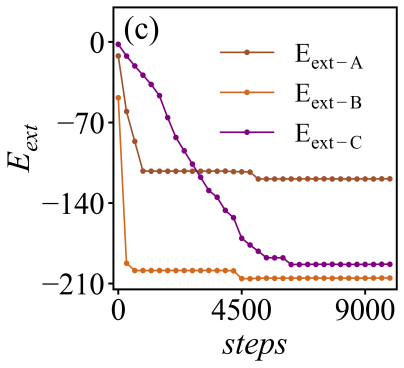 (c)
E_ext-A
E_ext-B
E_ext-C
0
−70
−140
−210
E_ext
0 4500 9000
steps